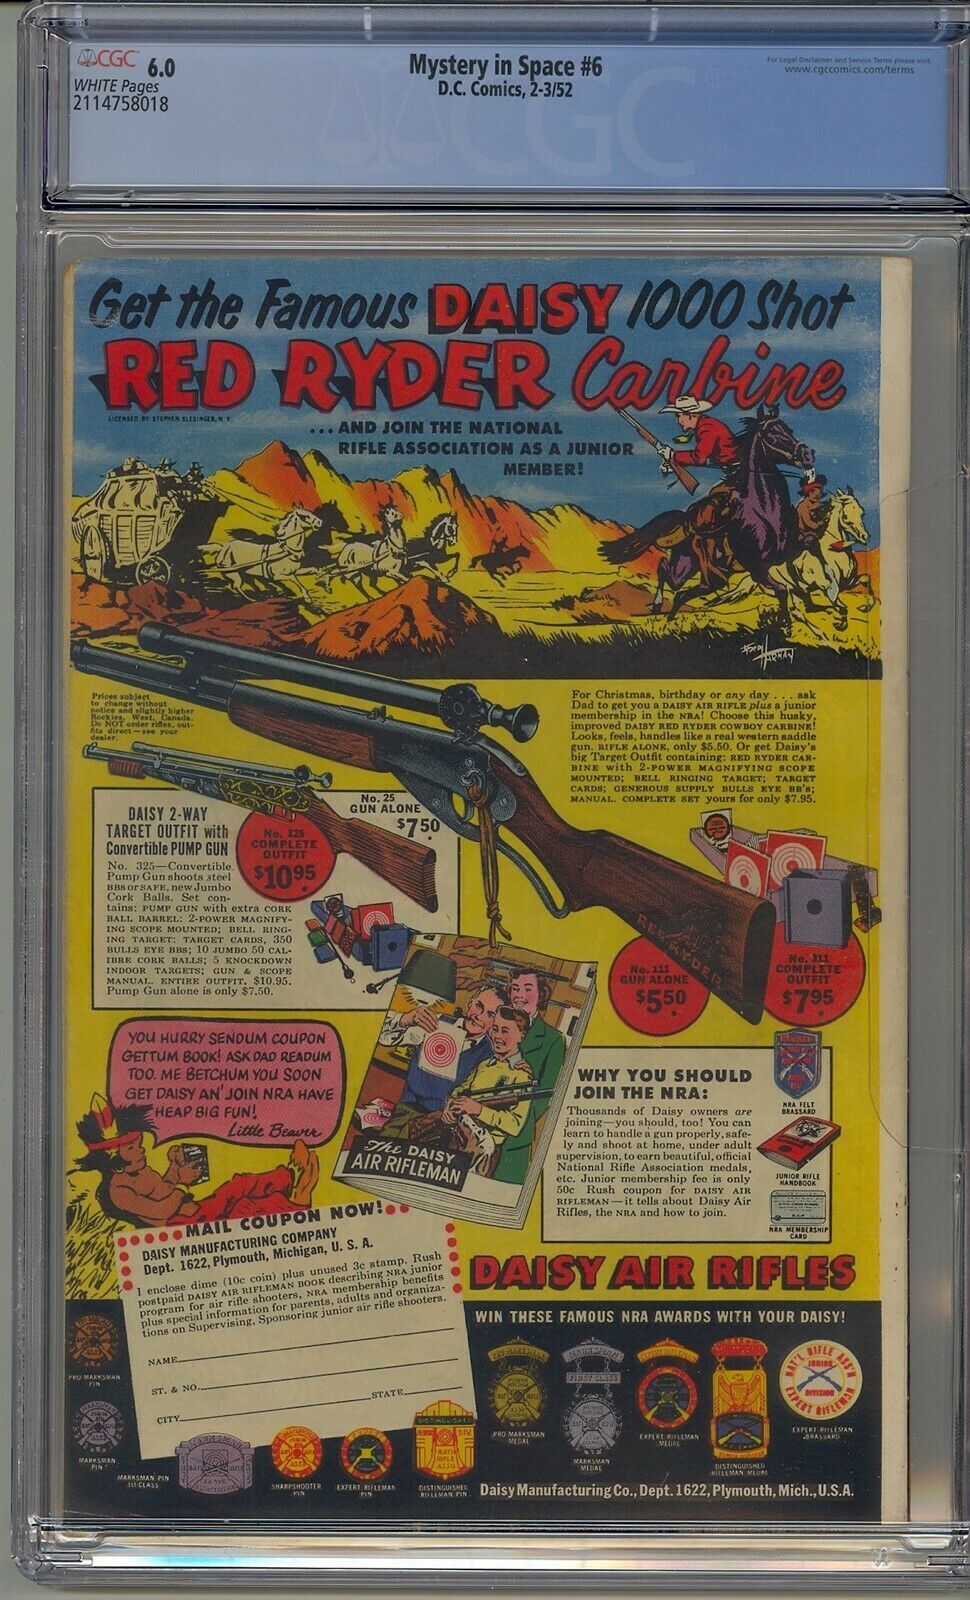 CGC 6.0
WHITE Pages
2114758018
Mystery in Space #6
D.C. Comics, 2-3/52
For Legal Disclaimer and Service Terms please visit:
www.cgccomics.com/terms
CGC
Get the Famous DAISY 1000 Shot
RED RYDER Carbine
LICENSED BY STEPHEN SLESINGER, N.Y.
...AND JOIN THE NATIONAL
RIFLE ASSOCIATION AS A JUNIOR
MEMBER!
FRED HARMAN
Prices subject
to change without
notice and slightly higher
Rockies, West, Canada.
Do NOT order rifles, out-
fits direct—see your
dealer.
For Christmas, birthday or any day . . . ask
Dad to get you a DAISY AIR RIFLE plus a junior
membership in the NRA! Choose this husky,
improved DAISY RED RYDER COWBOY CARBINE!
Looks, feels, handles like a real western saddle
gun. RIFLE ALONE, only $5.50. Or get Daisy's
big Target Outfit containing: RED RYDER CAR-
BINE with 2-POWER MAGNIFYING SCOPE
MOUNTED; BELL RINGING TARGET; TARGET
CARDS; GENEROUS SUPPLY BULLS EYE BB's;
MANUAL. COMPLETE SET yours for only $7.95.
No. 25
GUN ALONE
$7.50
DAISY 2-WAY
TARGET OUTFIT with
Convertible PUMP GUN
No. 325
COMPLETE
OUTFIT
$10.95
No. 325—Convertible
Pump Gun shoots steel
BBS OR SAFE, new Jumbo
Cork Balls. Set con-
tains: PUMP GUN with extra CORK
BALL BARREL: 2-POWER MAGNIFY-
ING SCOPE MOUNTED; BELL RING-
ING TARGET: TARGET CARDS, 350
BULLS EYE BBS; 10 JUMBO 50 CAL-
IBRE CORK BALLS; 5 KNOCKDOWN
INDOOR TARGETS; GUN & SCOPE
MANUAL. ENTIRE OUTFIT, $10.95.
Pump Gun alone is only $7.50.
RED RYDER
No. 111
GUN ALONE
$5.50
No. 311
COMPLETE
OUTFIT
$7.95
YOU HURRY SENDUM COUPON
GETTUM BOOK! ASK DAD READUM
TOO. ME BETCHUM YOU SOON
GET DAISY AN' JOIN NRA HAVE
HEAP BIG FUN!
Little Beaver
The DAISY
AIR RIFLEMAN
WHY YOU SHOULD
JOIN THE NRA:
Thousands of Daisy owners are
joining—you should, too! You can
learn to handle a gun properly, safe-
ly and shoot at home, under adult
supervision, to earn beautiful, official
National Rifle Association medals,
etc. Junior membership fee is only
50c Rush coupon for DAISY AIR
RIFLEMAN—it tells about Daisy Air
Rifles, the NRA and how to join.
NRA FELT
BRASSARD
JUNIOR RIFLE
HANDBOOK
NRA MEMBERSHIP
CARD
MAIL COUPON NOW!
DAISY MANUFACTURING COMPANY
Dept. 1622, Plymouth, Michigan, U. S. A.
I enclose dime (10c coin) plus unused 3c stamp. Rush
postpaid DAISY AIR RIFLEMAN BOOK describing NRA junior
program for air rifle shooters, NRA membership benefits
plus special information for parents, adults and organiza-
tions on Supervising, Sponsoring junior air rifle shooters.
NAME
ST. & NO.
CITY STATE
DAISY AIR RIFLES
WIN THESE FAMOUS NRA AWARDS WITH YOUR DAISY!
PRO-MARKSMAN
PIN
MARKSMAN
PIN
MARKSMAN PIN
1st CLASS
SHARPSHOOTER
PIN
EXPERT RIFLEMAN
PIN
DISTINGUISHED
RIFLEMAN PIN
PRO MARKSMAN
MEDAL
MARKSMAN
FIRST CLASS
MARKSMAN
MEDAL
EXPERT RIFLEMAN
MEDAL
DISTINGUISHED
RIFLEMAN MEDAL
NAT'L RIFLE ASS'N
JUNIOR
DIVISION
EXPERT RIFLEMAN
EXPERT RIFLEMAN
BRASSARD
Daisy Manufacturing Co., Dept. 1622, Plymouth, Mich., U.S.A.